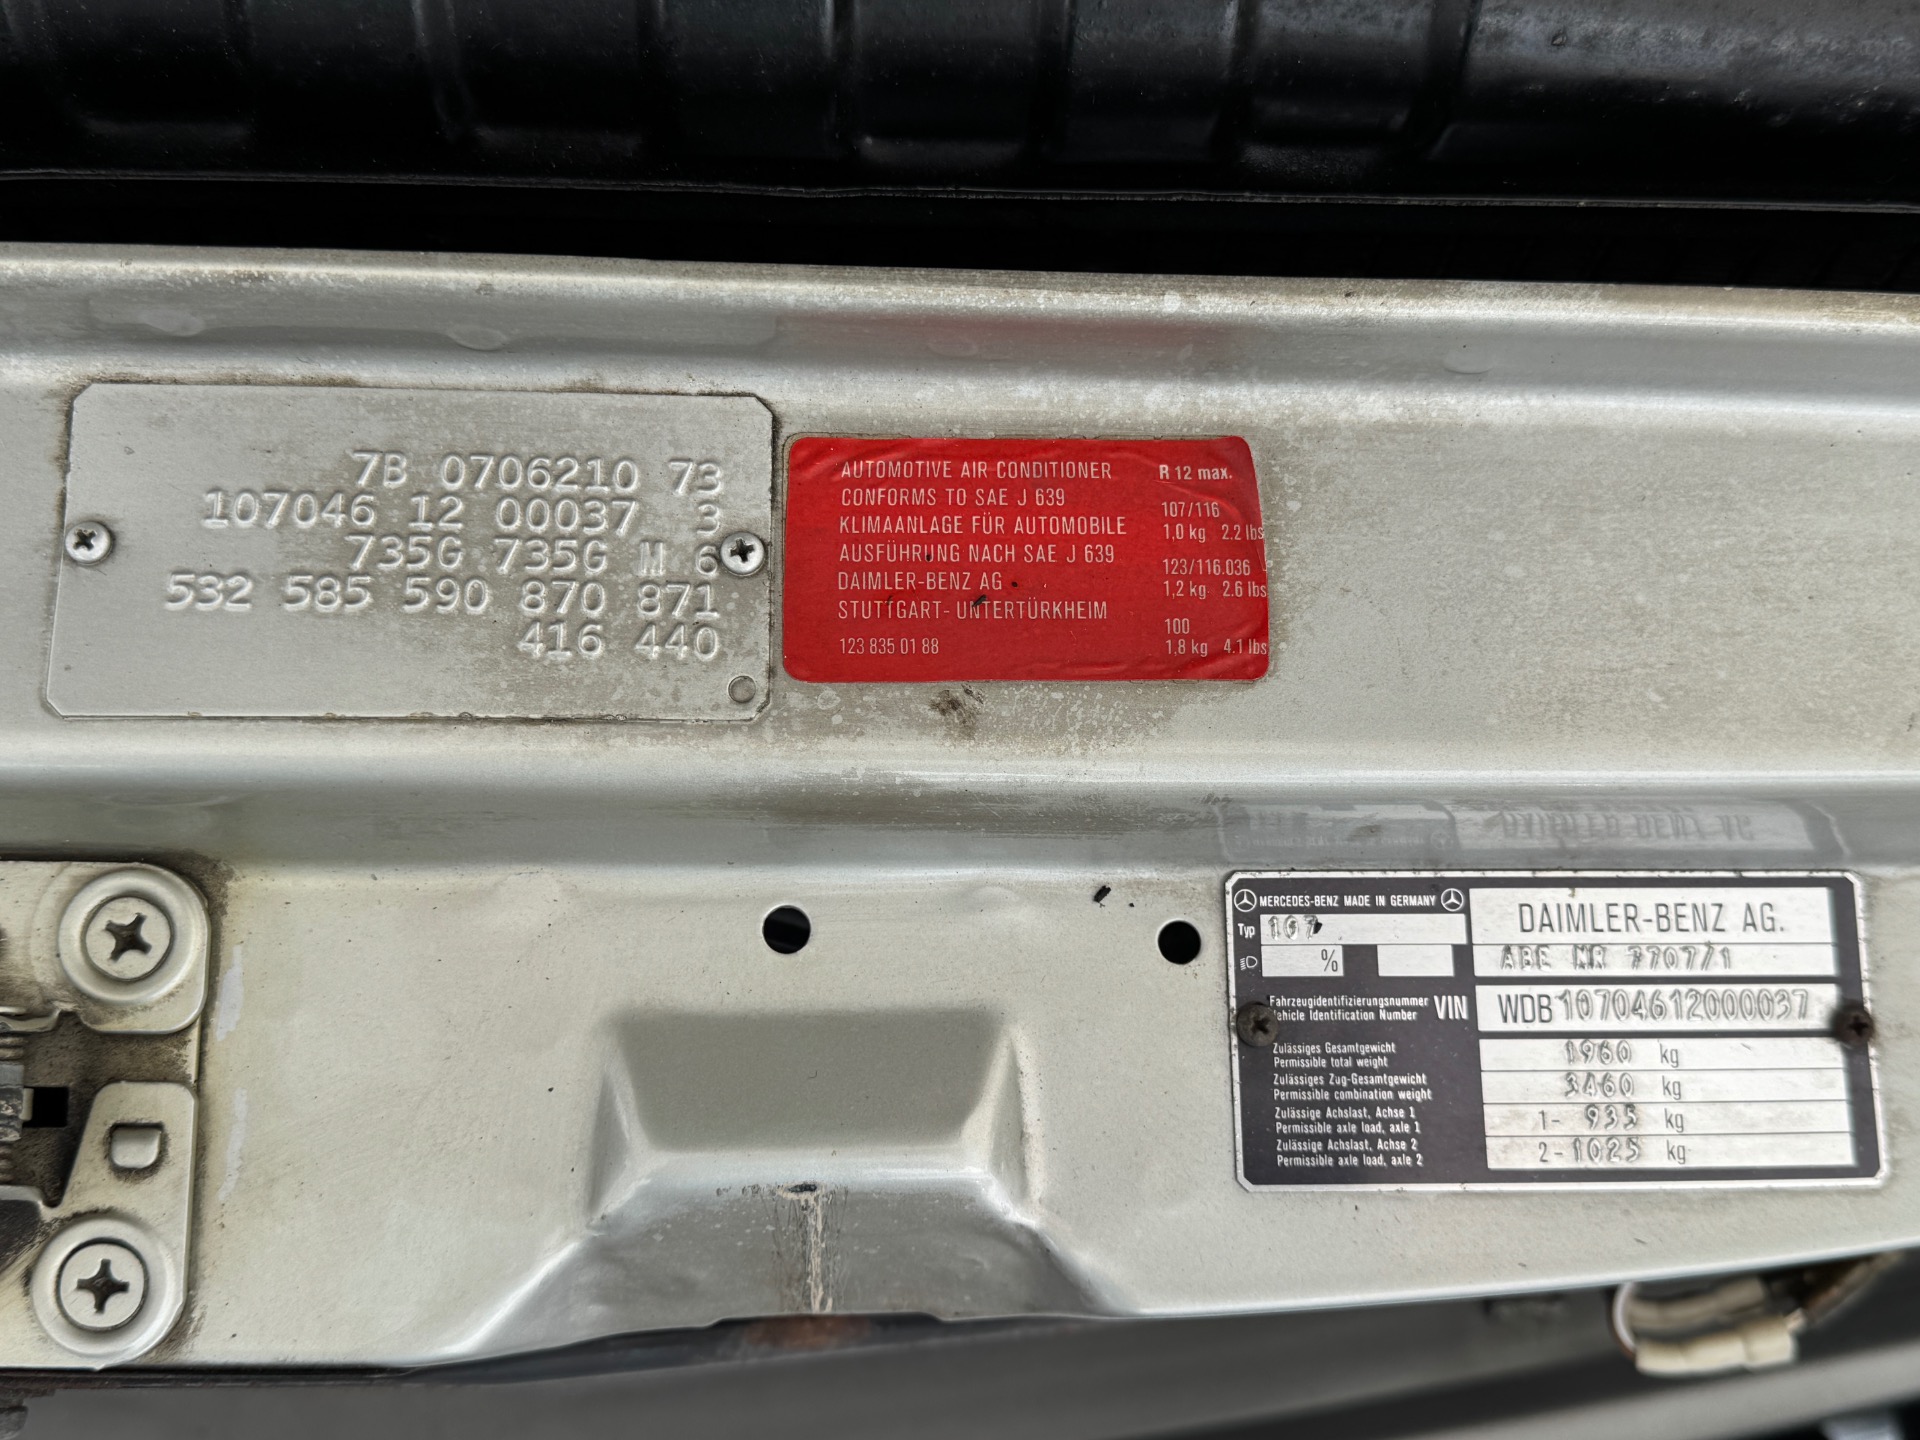 7B 0706210 73
107046 12 00037 3
735G 735G M 6
532 585 590 870 871
416 440
AUTOMOTIVE AIR CONDITIONER
CONFORMS TO SAE J 639
KLIMAANLAGE FÜR AUTOMOBILE
AUSFÜHRUNG NACH SAE J 639
DAIMLER-BENZ AG
STUTTGART- UNTERTÜRKHEIM
123 835 01 88
R 12 max.
107/116
1,0 kg 2.2 lbs
123/116.036
1,2 kg 2.6 lbs
100
1,8 kg 4.1 lbs
MERCEDES-BENZ MADE IN GERMANY
Typ 107
%
DAIMLER-BENZ AG.
ABE NR 7707/1
Fahrzeugidentifizierungsnummer
Vehicle Identification Number
VIN WDB 10704612000037
Zulässiges Gesamtgewicht
Permissible total weight
1960 kg
Zulässiges Zug-Gesamtgewicht
Permissible combination weight
3460 kg
Zulässige Achslast, Achse 1
Permissible axle load, axle 1
1- 935 kg
Zulässige Achslast, Achse 2
Permissible axle load, axle 2
2- 1025 kg